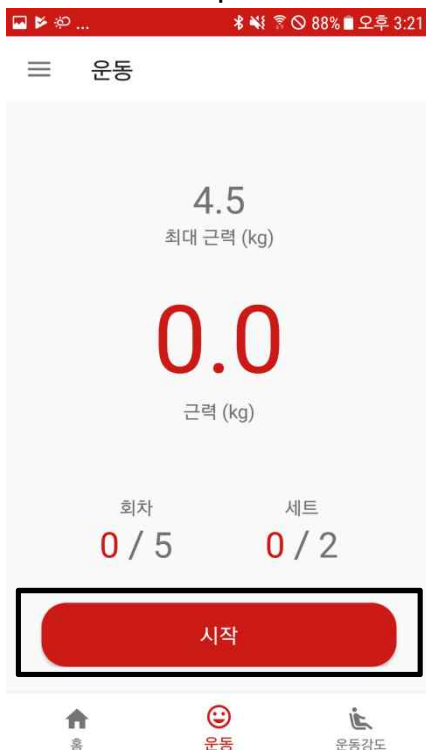 ... 88% 오후 3:21
운동
4.5
최대 근력 (kg)
0.0
근력 (kg)
회차 세트
0 / 5 0 / 2
시작
홈 운동 운동강도